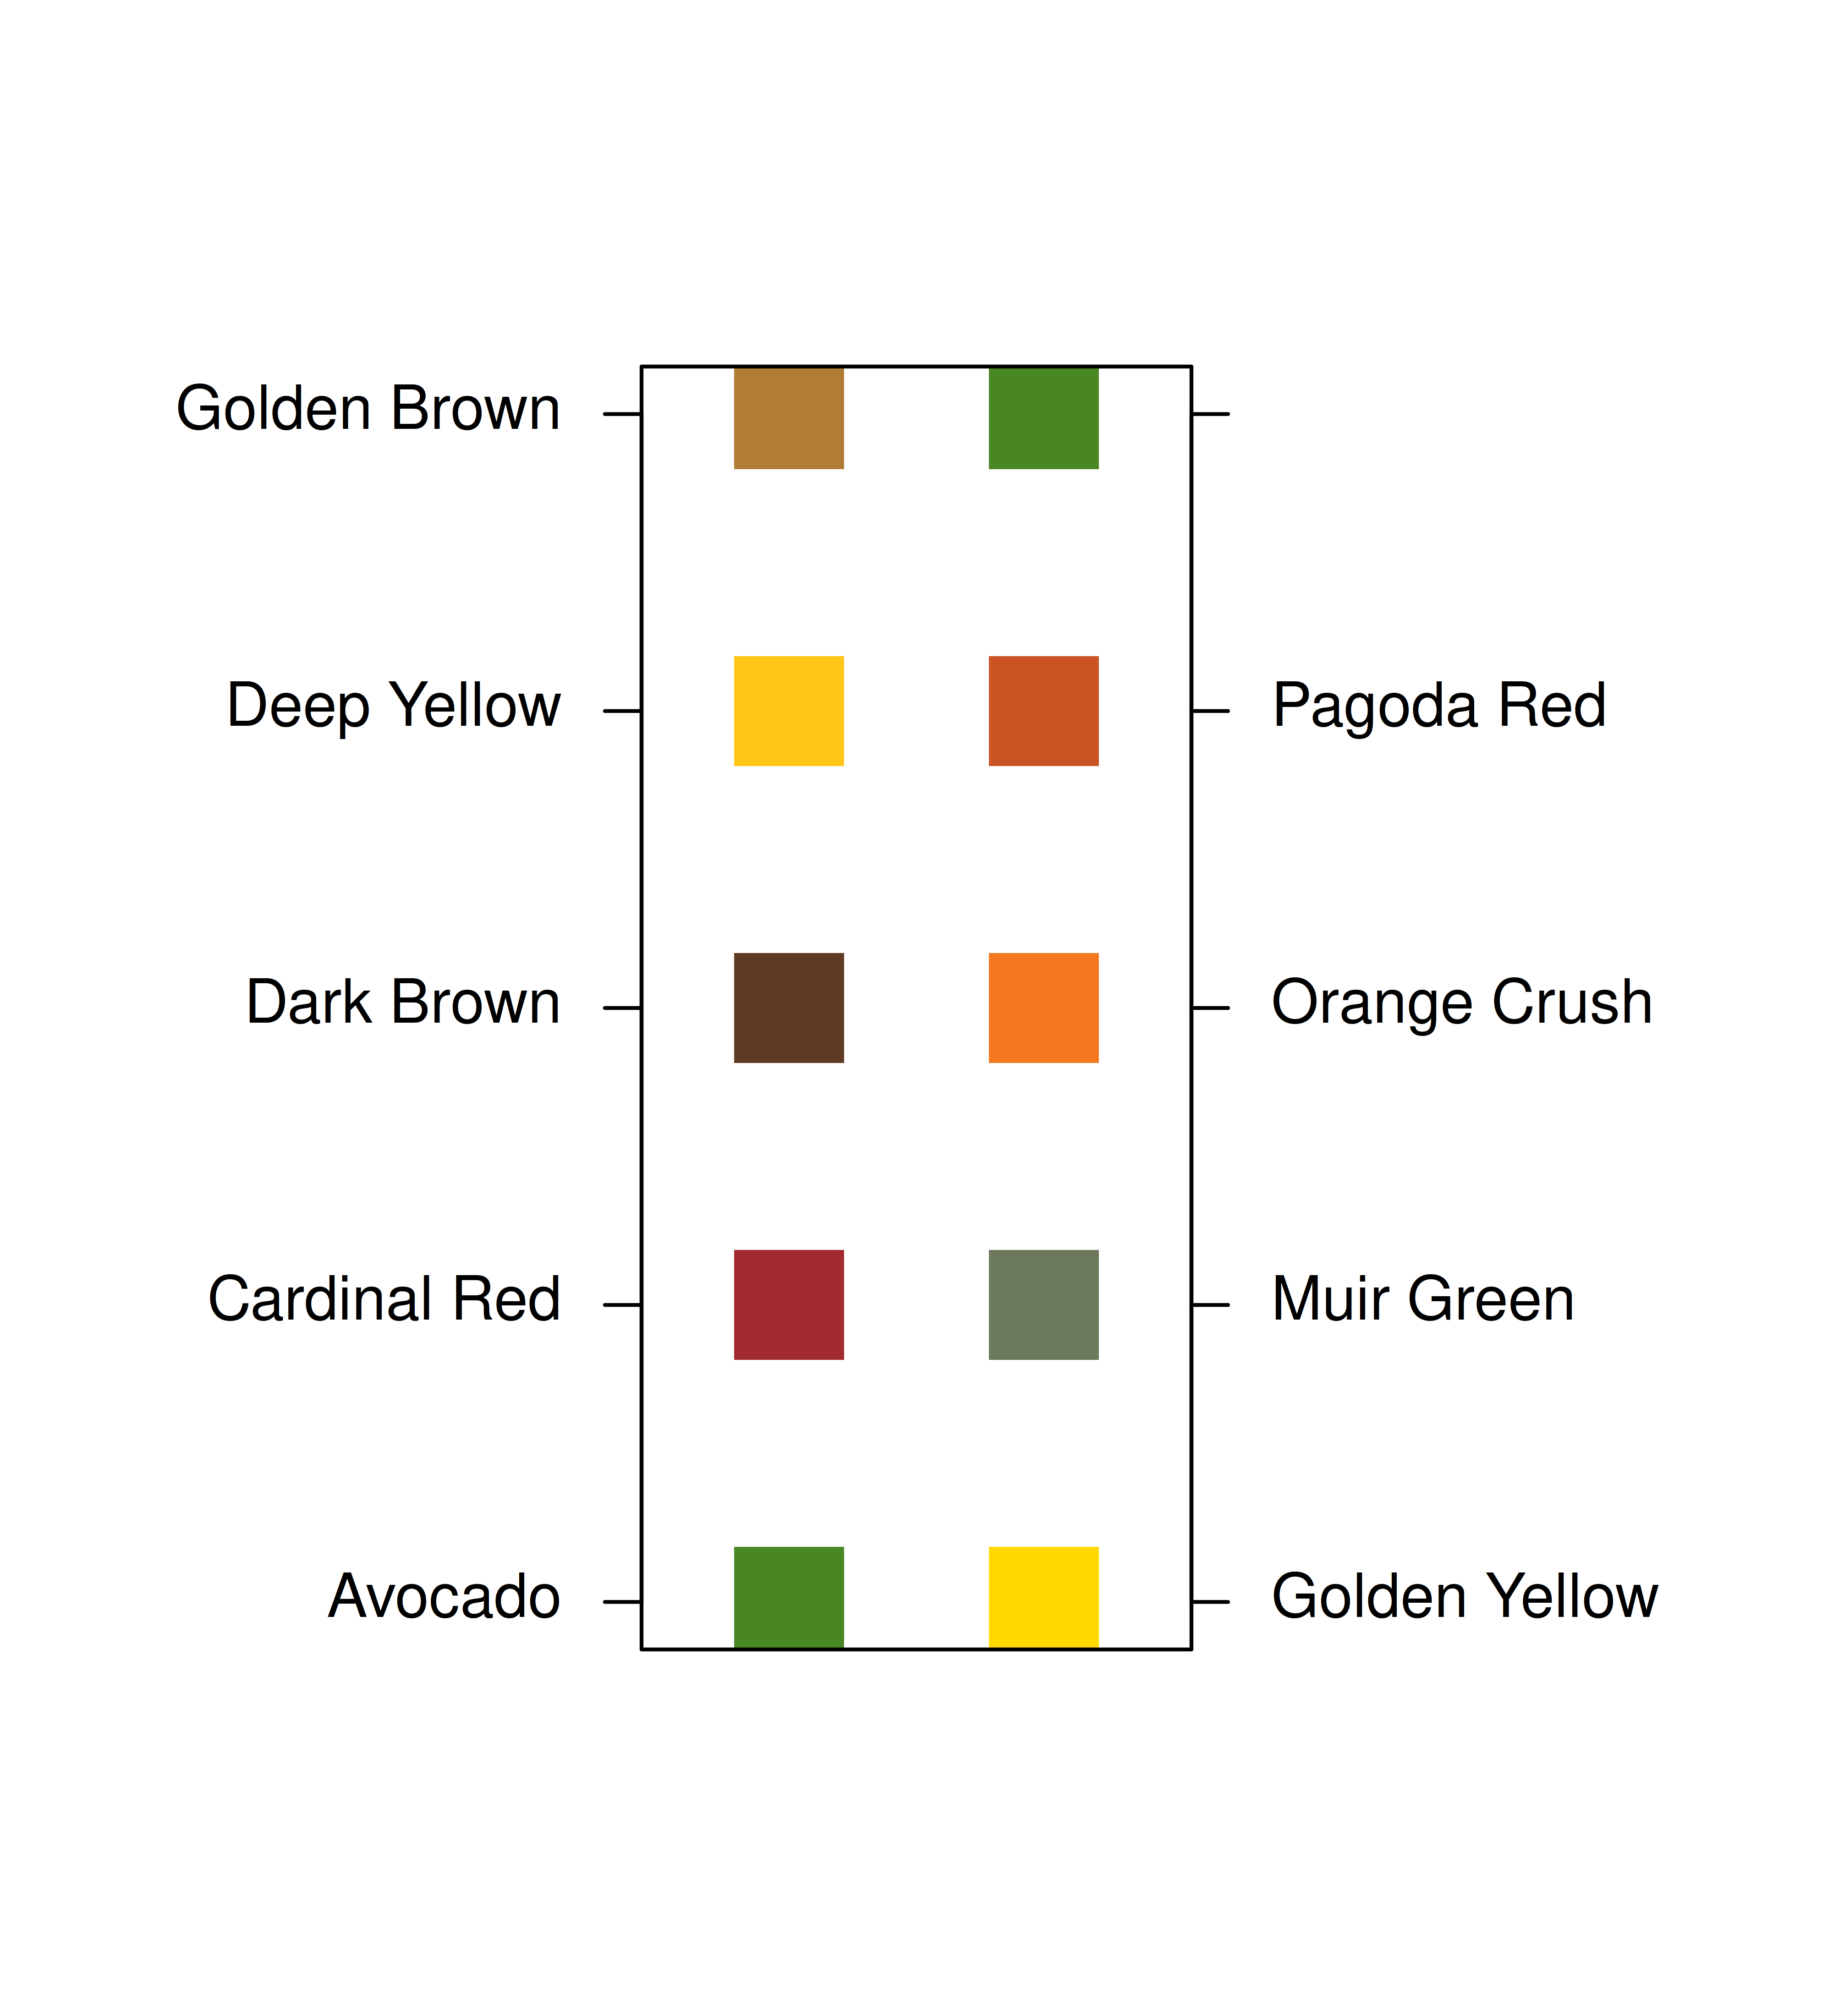 Golden Brown
Deep Yellow
Pagoda Red
Dark Brown
Orange Crush
Cardinal Red
Muir Green
Avocado
Golden Yellow